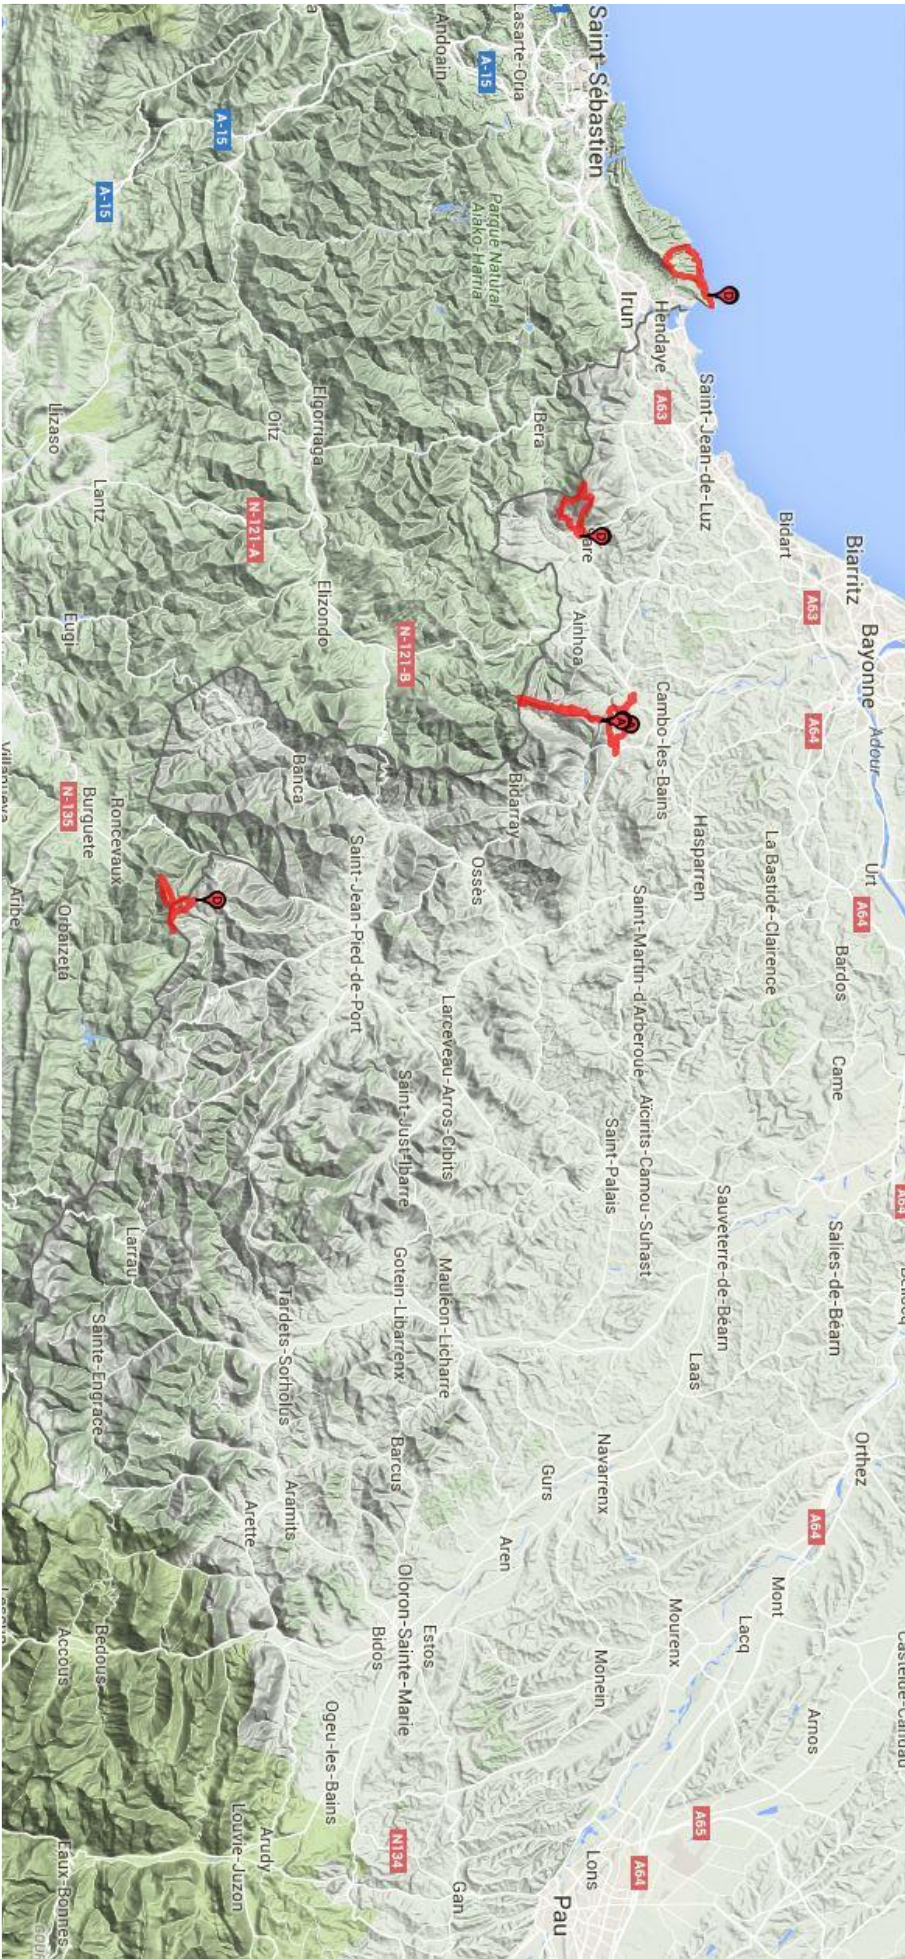 Saint-Sébastien
Lasarte-Oria
Andoain
A-15
A-15
A-15
Parque Natural
Aiako-Harria
Irun
Hendaye
A63
Saint-Jean-de-Luz
Bidart
Biarritz
A63
Bayonne
Adour
A64
Bera
Elgorriaga
Oitz
Lizaso
Lantz
N-121-A
Ainhoa
Elizondo
N-121-B
Eugi
Cambo-les-Bains
Hasparren
La Bastide-Clairence
Urt
A64
Bardos
Came
Bidarray
Ossès
Banca
Saint-Jean-Pied-de-Port
Roncevaux
Burguete
N-135
Orbaizeta
Aribe
Saint-Martin-d'Arberoue
Larceveau-Arros-Cibits
Saint-Just-Ibarre
Aïcirits-Camou-Suhast
Saint-Palais
Sauveterre-de-Béarn
Salies-de-Béarn
A64
Larrau
Sainte-Engrace
Tardets-Sorholus
Gotein-Libarrenx
Mauléon-Licharre
Laas
Orthez
Navarrenx
Gurs
Barcus
Aramits
Arette
Aren
A64
Mont
Lacq
Mourenx
Monein
Arnos
Oloron-Sainte-Marie
Estos
Bidos
Bedous
Accous
Ogeu-les-Bains
Arudy
Louvie-Juzon
Eaux-Bonnes
N134
Gan
Lons
Pau
A65
A64